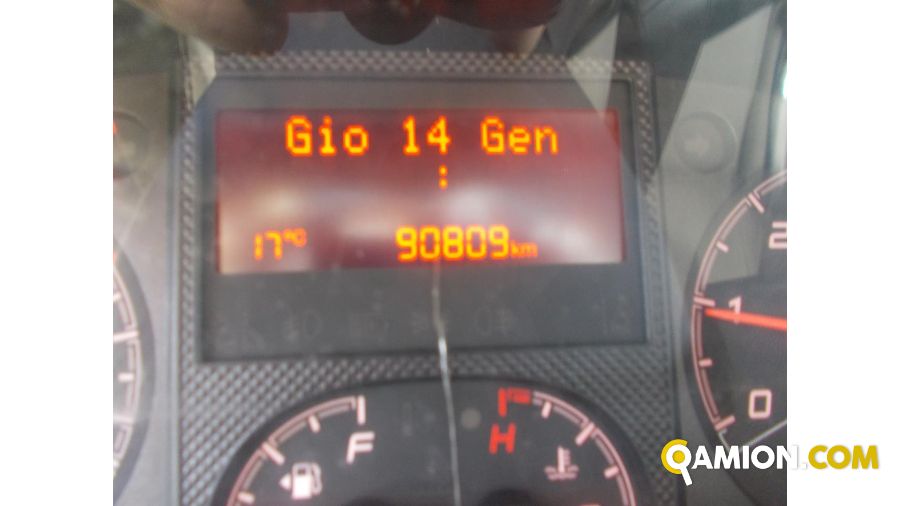 Gio 14 Gen
:
17°C 90809km
2
1
0
F
H
QAMION.COM